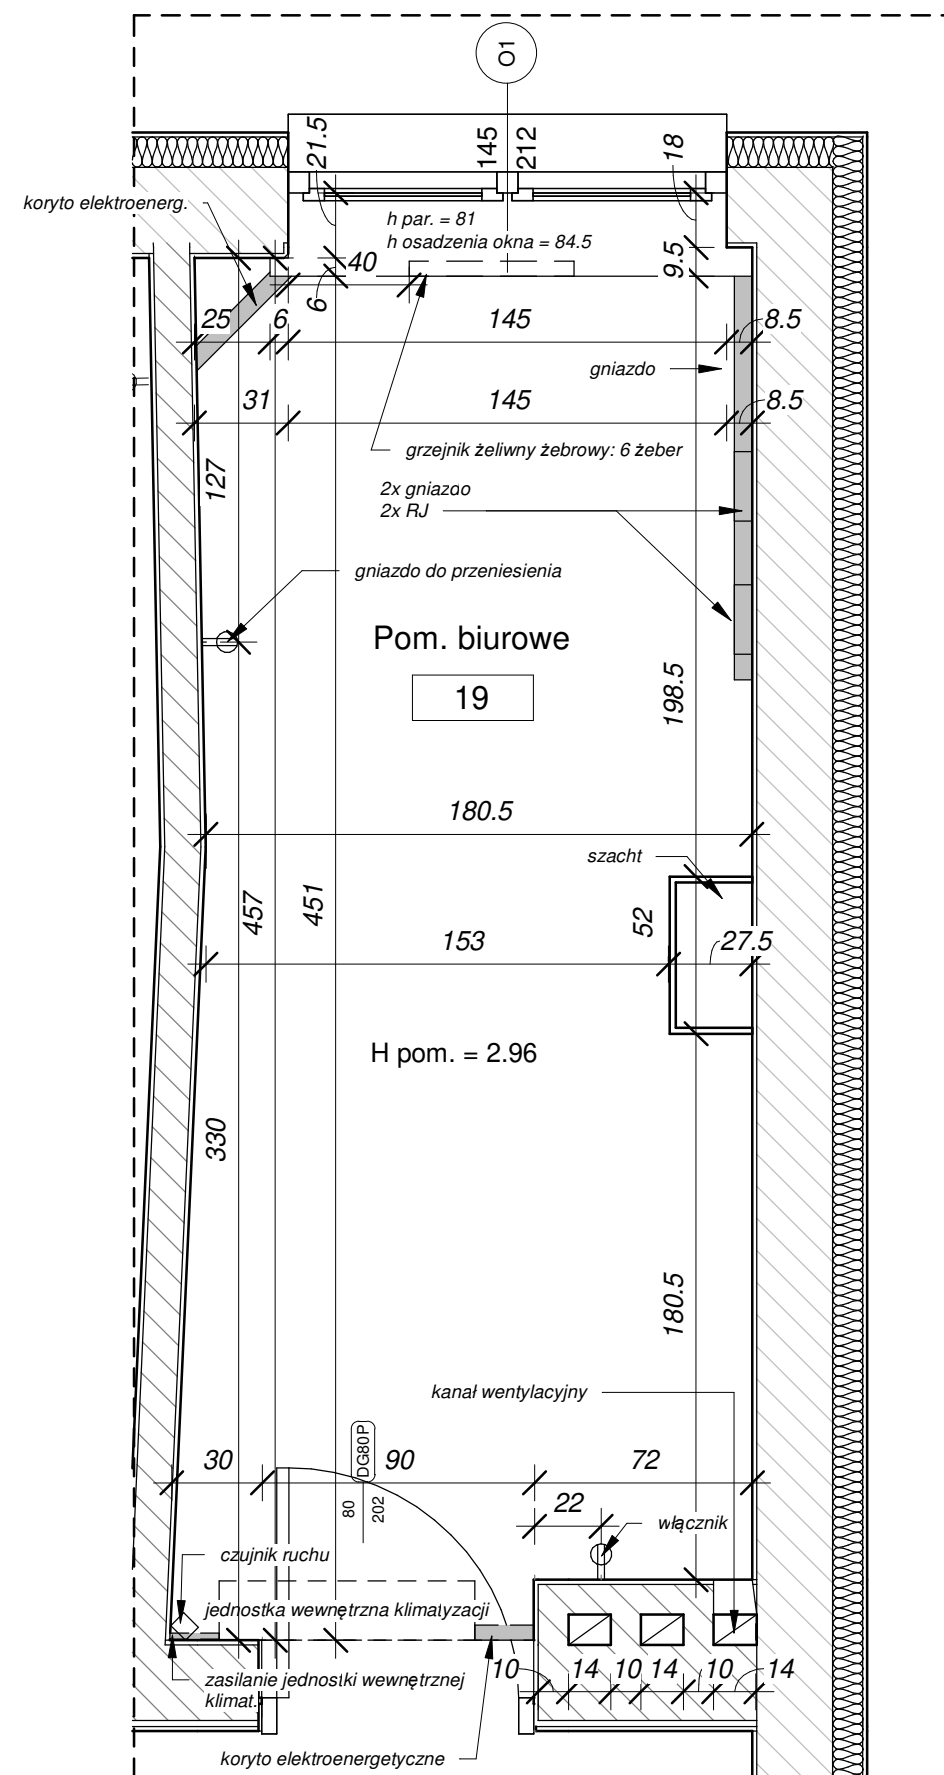 O1
21.5
145
212
18
koryto elektroenerg.
h par. = 81
h osadzenia okna = 84.5
40
9.5
6
25
6
145
8.5
gniazdo
31
145
8.5
127
grzejnik żeliwny żebrowy: 6 żeber
2x gniazdo
2x RJ
gniazdo do przeniesienia
Pom. biurowe
19
198.5
180.5
szacht
457
451
52
153
27.5
H pom. = 2.96
330
180.5
kanał wentylacyjny
30
DG80P
90
72
80
202
22
włącznik
czujnik ruchu
jednostka wewnętrzna klimatyzacji
zasilanie jednostki wewnętrznej
klimat.
10
14
10
14
10
14
koryto elektroenergetyczne